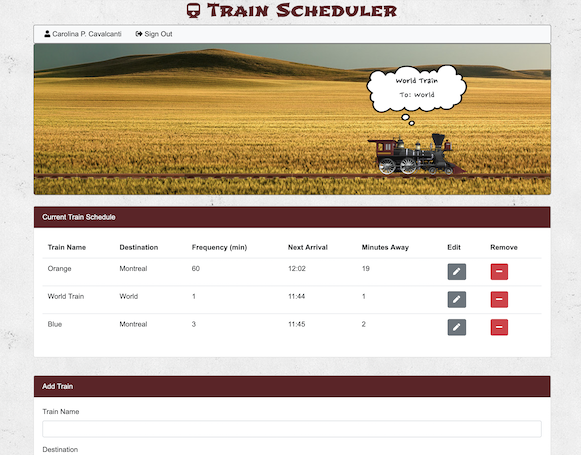 Train Scheduler
Carolina P. Cavalcanti Sign Out
World Train
To: World
Current Train Schedule
Train Name Destination Frequency (min) Next Arrival Minutes Away Edit Remove
Orange Montreal 60 12:02 19
World Train World 1 11:44 1
Blue Montreal 3 11:45 2
Add Train
Train Name
Destination